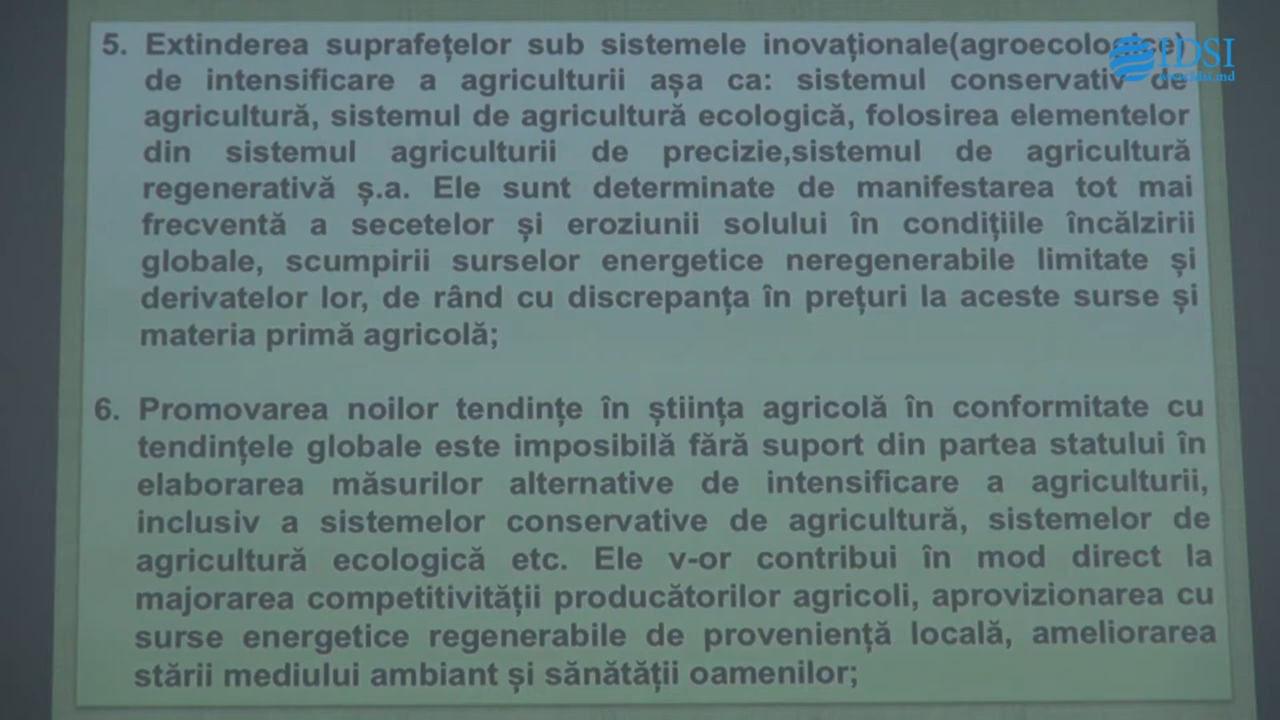 5. Extinderea suprafețelor sub sistemele inovaționale(agroecologice)
de intensificare a agriculturii așa ca: sistemul conservativ de
agricultură, sistemul de agricultură ecologică, folosirea elementelor
din sistemul agriculturii de precizie,sistemul de agricultură
regenerativă ș.a. Ele sunt determinate de manifestarea tot mai
frecventă a secetelor și eroziunii solului în condițiile încălzirii
globale, scumpirii surselor energetice neregenerabile limitate și
derivatelor lor, de rând cu discrepanța în prețuri la aceste surse și
materia primă agricolă;
6. Promovarea noilor tendințe în știința agricolă în conformitate cu
tendințele globale este imposibilă fără suport din partea statului în
elaborarea măsurilor alternative de intensificare a agriculturii,
inclusiv a sistemelor conservative de agricultură, sistemelor de
agricultură ecologică etc. Ele v-or contribui în mod direct la
majorarea competitivității producătorilor agricoli, aprovizionarea cu
surse energetice regenerabile de proveniență locală, ameliorarea
stării mediului ambiant și sănătății oamenilor;
IDSI
www.idsi.md